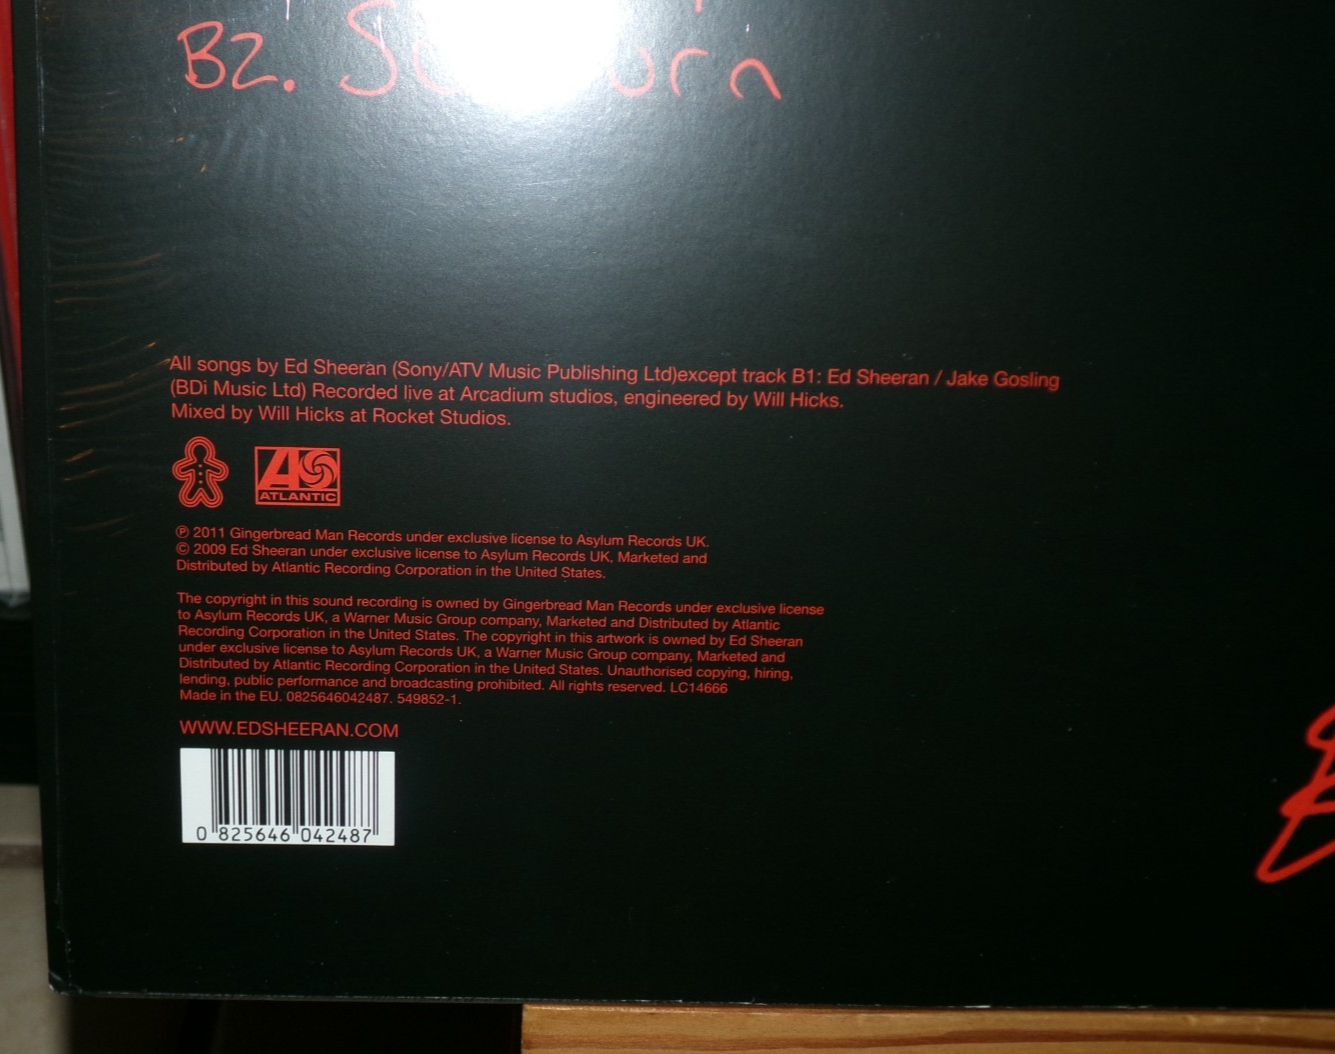 B2.
All songs by Ed Sheeran (Sony/ATV Music Publishing Ltd)except track B1: Ed Sheeran / Jake Gosling
(BDi Music Ltd) Recorded live at Arcadium studios, engineered by Will Hicks.
Mixed by Will Hicks at Rocket Studios.
ATLANTIC
℗ 2011 Gingerbread Man Records under exclusive license to Asylum Records UK.
© 2009 Ed Sheeran under exclusive license to Asylum Records UK, Marketed and
Distributed by Atlantic Recording Corporation in the United States.
The copyright in this sound recording is owned by Gingerbread Man Records under exclusive license
to Asylum Records UK, a Warner Music Group company, Marketed and Distributed by Atlantic
Recording Corporation in the United States. The copyright in this artwork is owned by Ed Sheeran
under exclusive license to Asylum Records UK, a Warner Music Group company, Marketed and
Distributed by Atlantic Recording Corporation in the United States. Unauthorised copying, hiring,
lending, public performance and broadcasting prohibited. All rights reserved. LC14666
Made in the EU. 0825646042487. 549852-1.
WWW.EDSHEERAN.COM
0 825646 042487